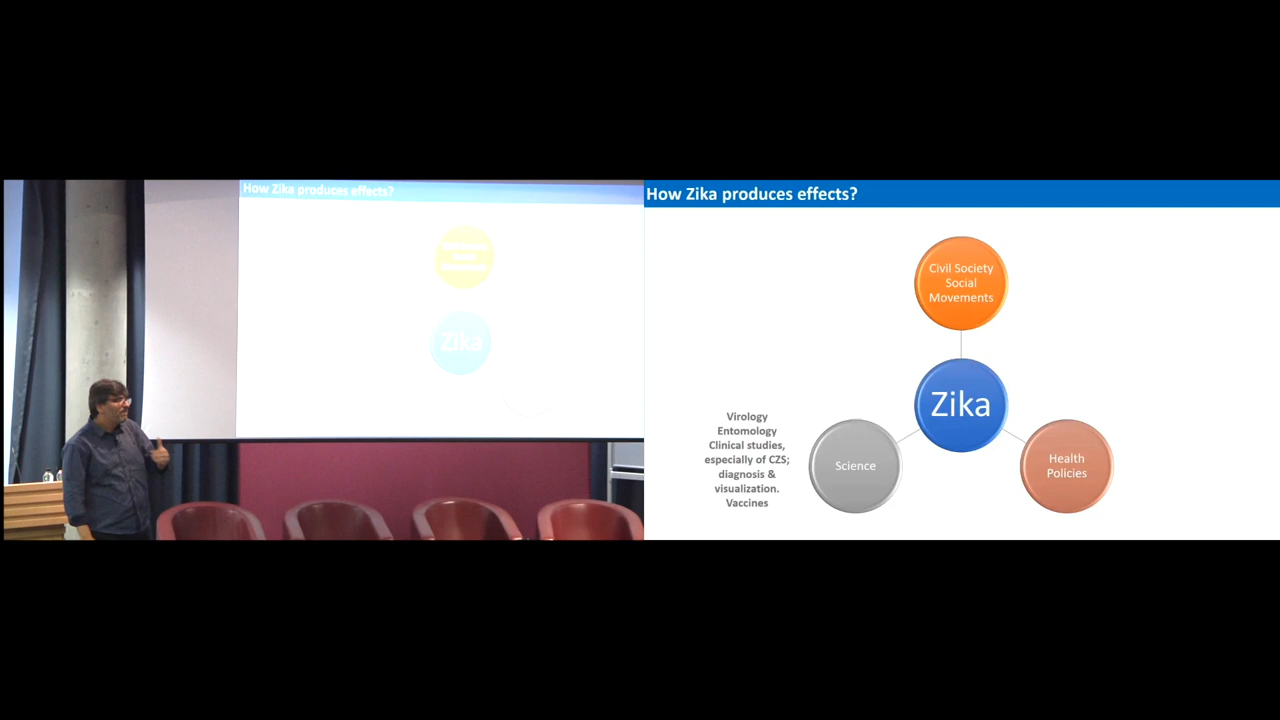 How Zika produces effects?
Zika
How Zika produces effects?
Civil Society
Social
Movements
Zika
Virology
Entomology
Clinical studies,
especially of CZS;
diagnosis &
visualization.
Vaccines
Science
Health
Policies